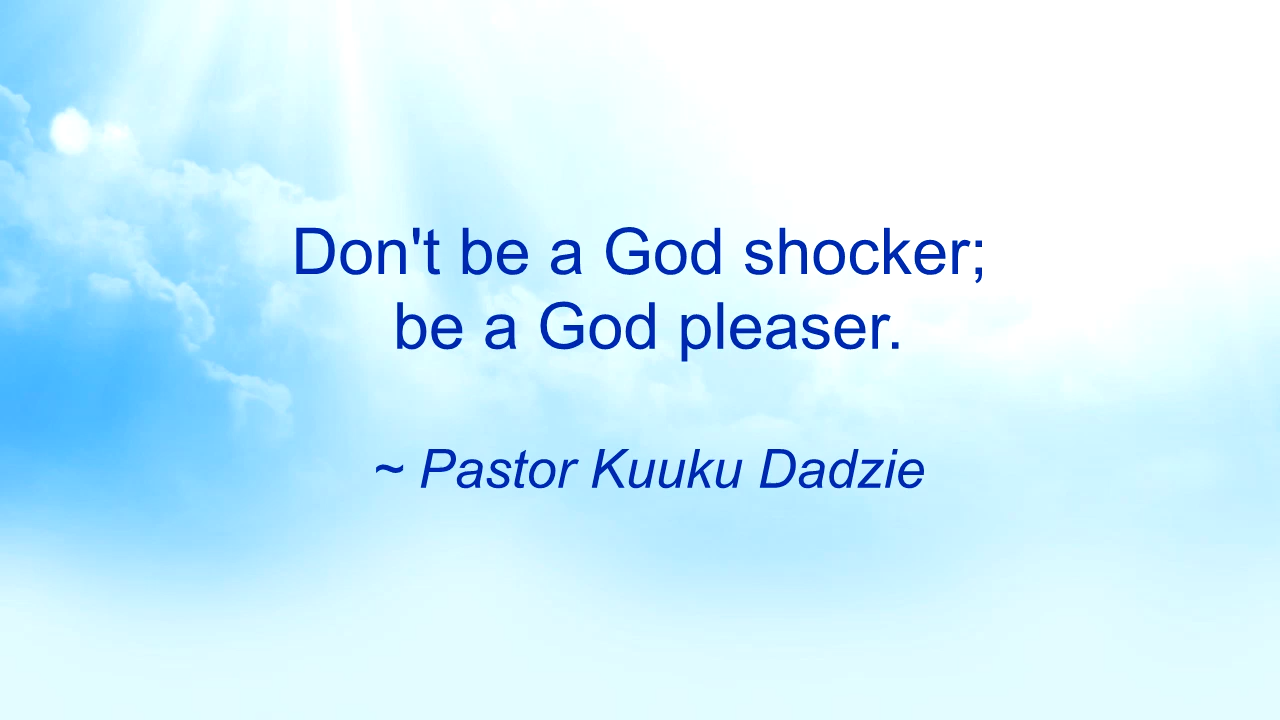 Don't be a God shocker;
be a God pleaser.
~ Pastor Kuuku Dadzie